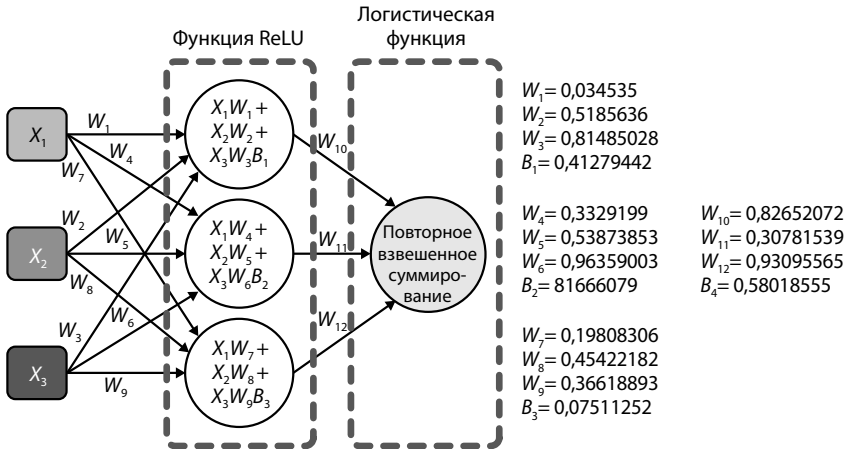 Функция ReLU
Логистическая
функция
X₁
X₂
X₃
W₁
W₄
W₇
W₂
W₅
W₈
W₃
W₆
W₉
X₁W₁ +
X₂W₂ +
X₃W₃B₁
X₁W₄ +
X₂W₅ +
X₃W₆B₂
X₁W₇ +
X₂W₈ +
X₃W₉B₃
W₁₀
W₁₁
W₁₂
Повторное
взвешенное
суммиро-
вание
W₁= 0,034535
W₂= 0,5185636
W₃= 0,81485028
B₁= 0,41279442
W₄= 0,3329199
W₅= 0,53873853
W₆= 0,96359003
B₂= 81666079
W₇= 0,19808306
W₈= 0,45422182
W₉= 0,36618893
B₃= 0,07511252
W₁₀= 0,82652072
W₁₁= 0,30781539
W₁₂= 0,93095565
B₄= 0,58018555